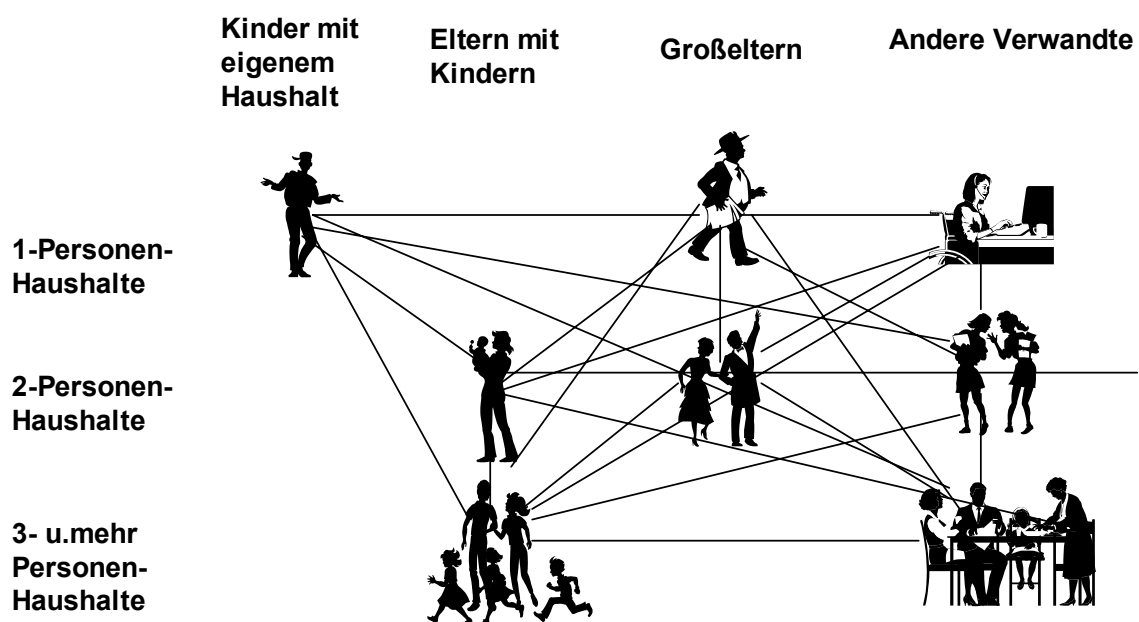 Kinder mit
eigenem
Haushalt
Eltern mit
Kindern
Großeltern
Andere Verwandte
1-Personen-
Haushalte
2-Personen-
Haushalte
3- u.mehr
Personen-
Haushalte